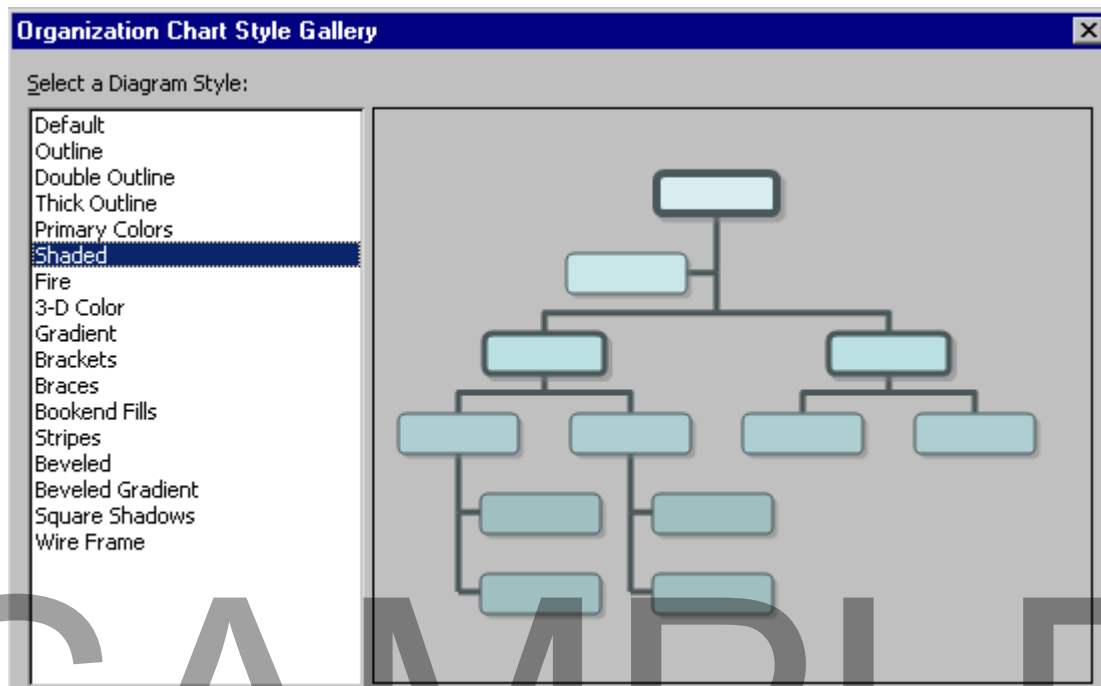 Organization Chart Style Gallery
Select a Diagram Style:
Default
Outline
Double Outline
Thick Outline
Primary Colors
Shaded
Fire
3-D Color
Gradient
Brackets
Braces
Bookend Fills
Stripes
Beveled
Beveled Gradient
Square Shadows
Wire Frame